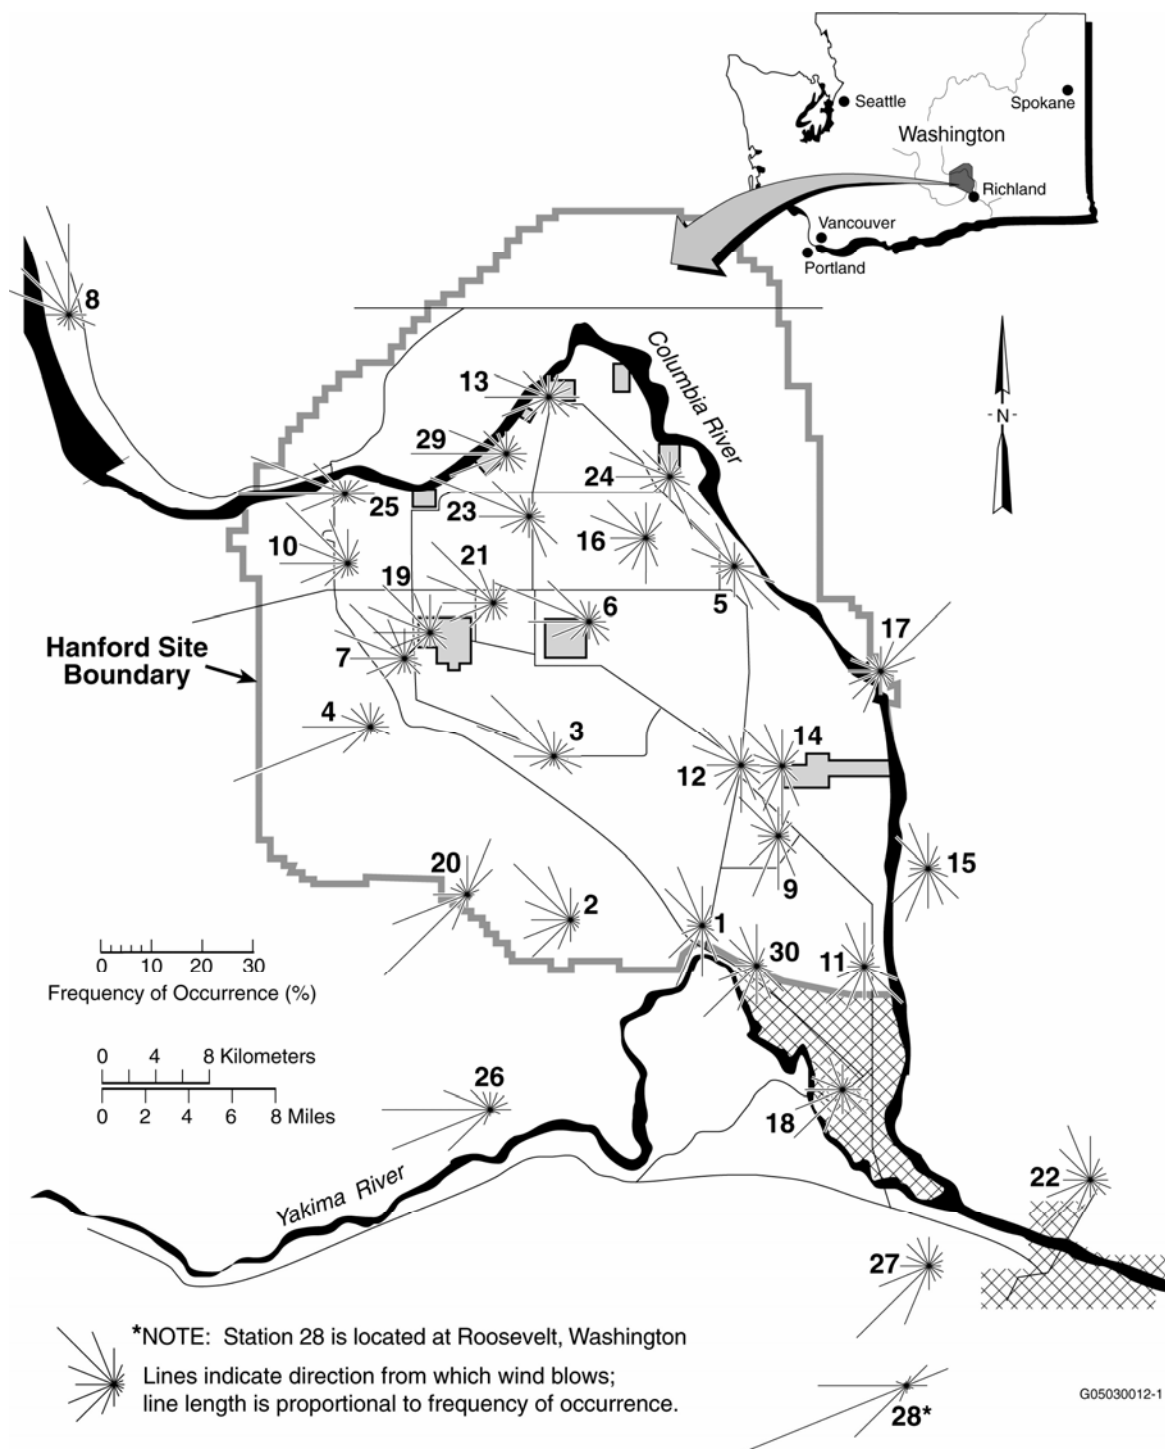 Seattle
Spokane
Washington
Richland
Vancouver
Portland
8
N
Columbia River
13
29
24
25
23
16
10
21
19
5
6
17
Hanford Site
Boundary
7
4
3
14
12
20
15
9
2
1
30
11
0 10 20 30
Frequency of Occurrence (%)
0 4 8 Kilometers
0 2 4 6 8 Miles
26
18
22
Yakima River
27
*NOTE: Station 28 is located at Roosevelt, Washington
Lines indicate direction from which wind blows;
line length is proportional to frequency of occurrence.
28*
G05030012-1